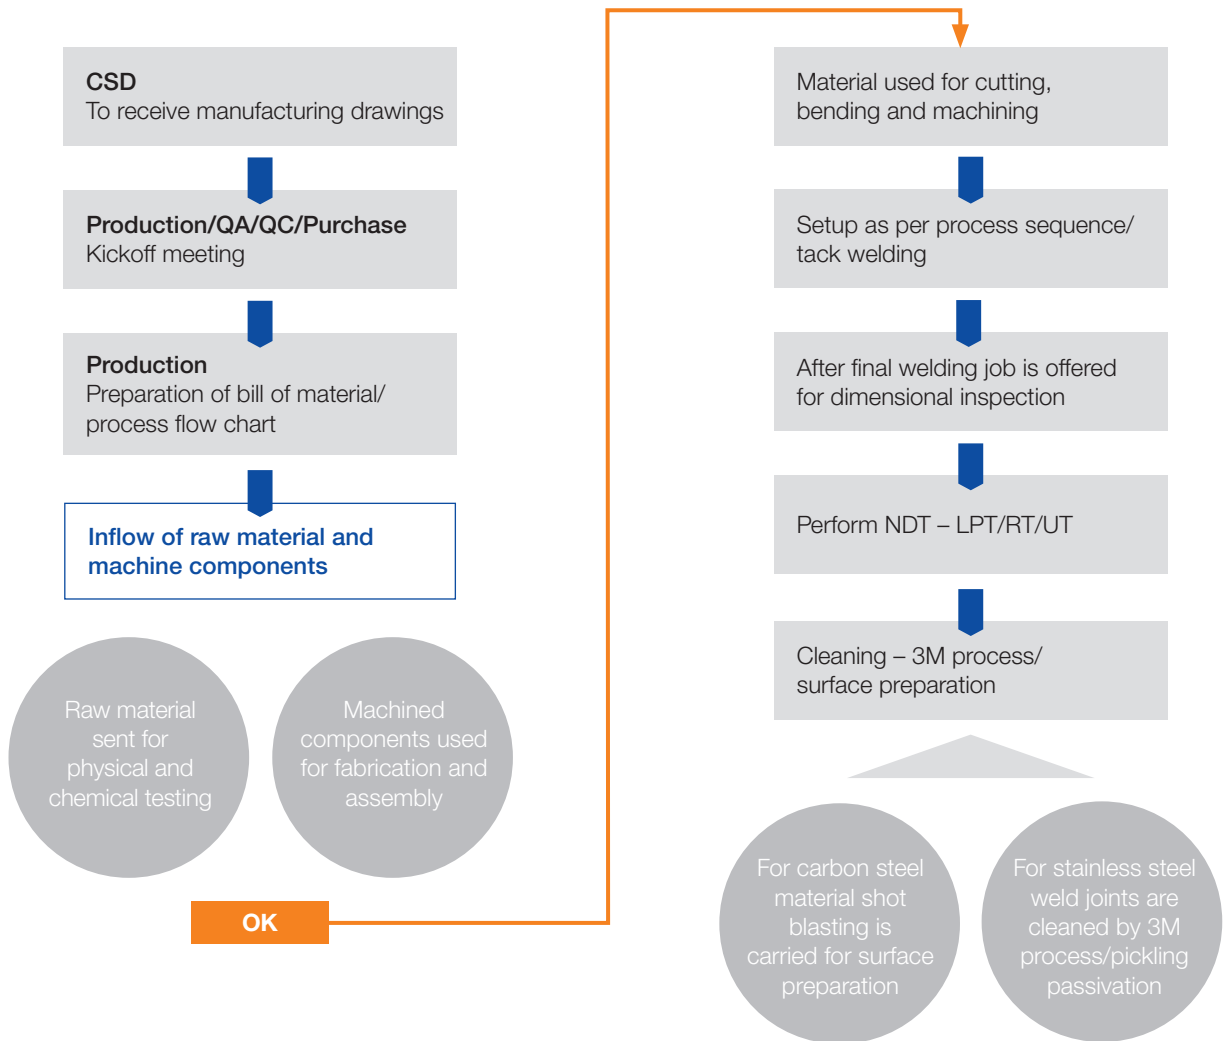 CSD
To receive manufacturing drawings
Production/QA/QC/Purchase
Kickoff meeting
Production
Preparation of bill of material/
process flow chart
Inflow of raw material and
machine components
Raw material
sent for
physical and
chemical testing
Machined
components used
for fabrication and
assembly
OK
Material used for cutting,
bending and machining
Setup as per process sequence/
tack welding
After final welding job is offered
for dimensional inspection
Perform NDT – LPT/RT/UT
Cleaning – 3M process/
surface preparation
For carbon steel
material shot
blasting is
carried for surface
preparation
For stainless steel
weld joints are
cleaned by 3M
process/pickling
passivation